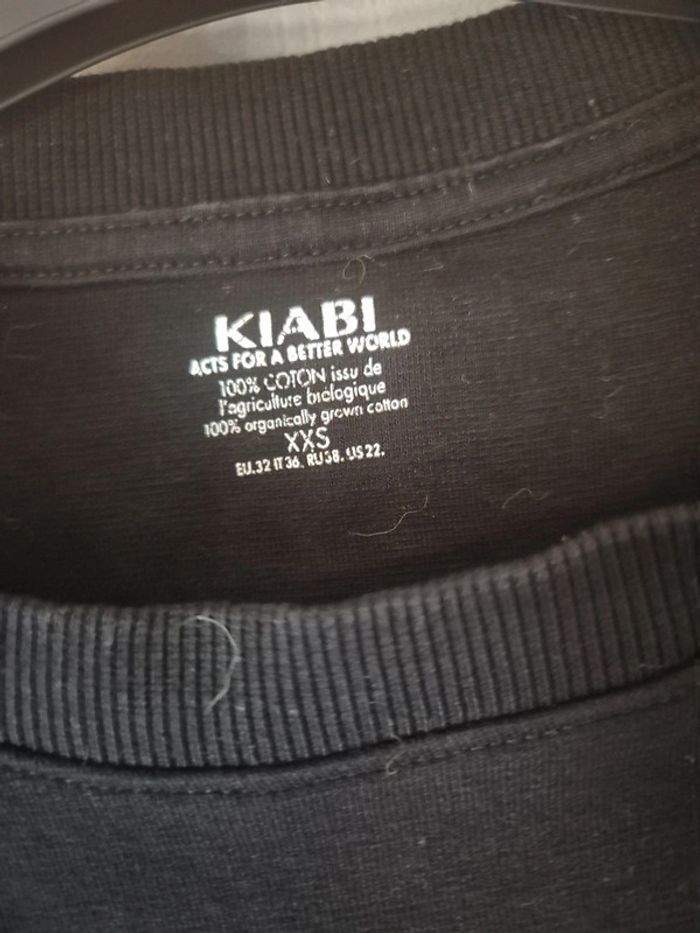 KIABI
ACTS FOR A BETTER WORLD
100% COTON issu de
l'agriculture biologique
100% organically grown cotton
XXS
EU.32 IT 36. RU38. US 22.